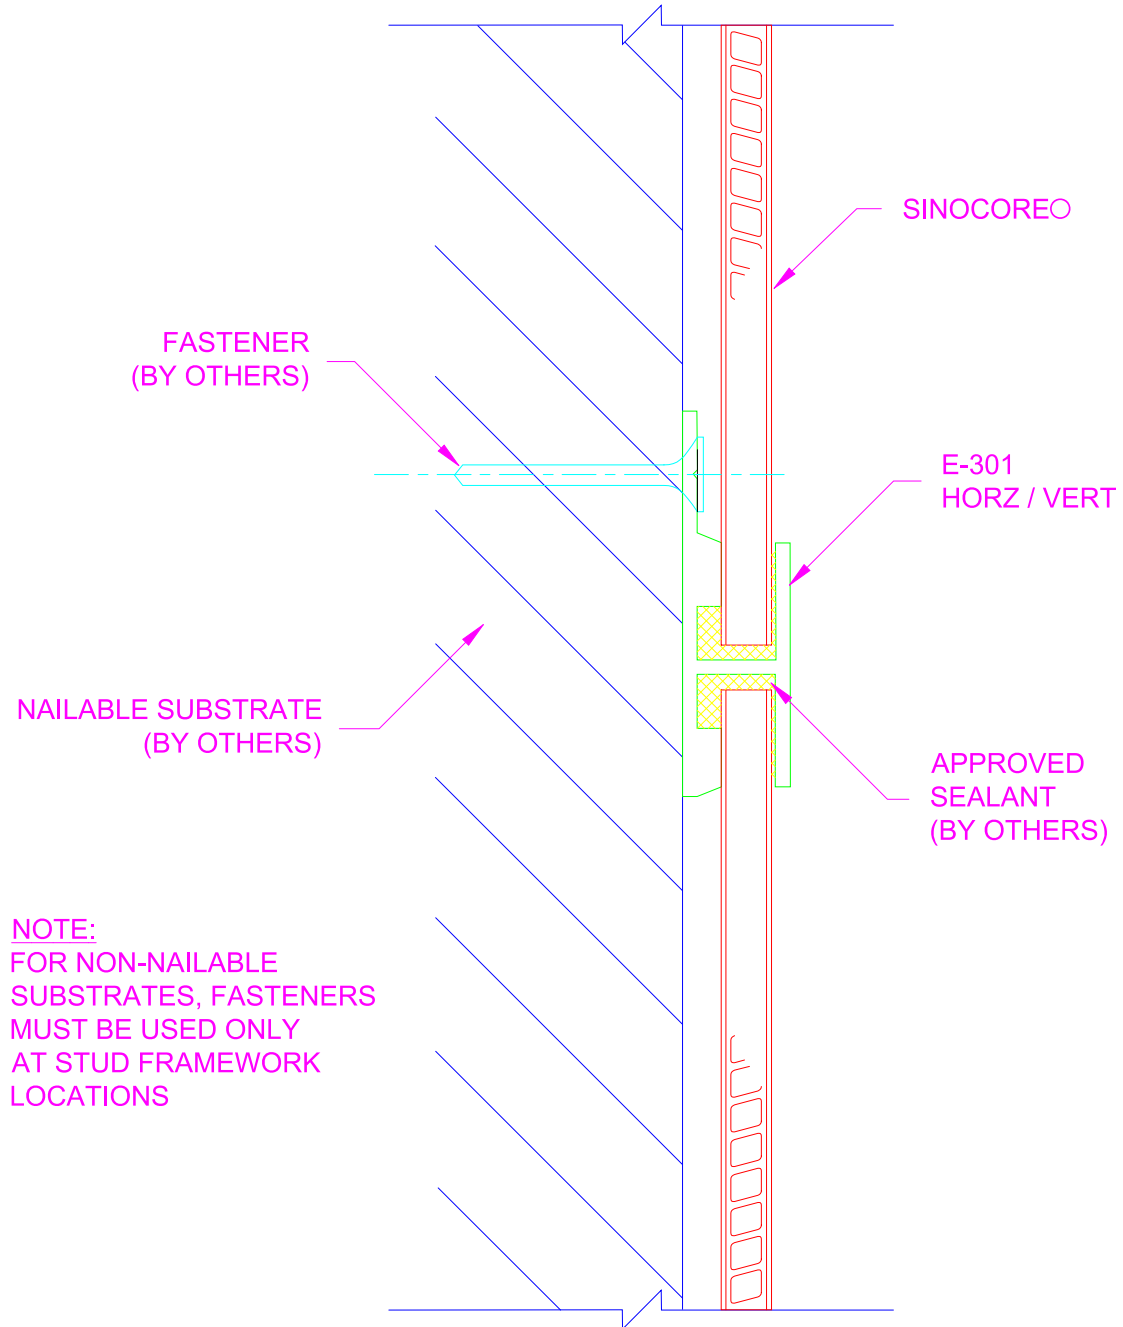 SINOCORE○
FASTENER
(BY OTHERS)
E-301
HORZ / VERT
NAILABLE SUBSTRATE
(BY OTHERS)
APPROVED
SEALANT
(BY OTHERS)
NOTE:
FOR NON-NAILABLE
SUBSTRATES, FASTENERS
MUST BE USED ONLY
AT STUD FRAMEWORK
LOCATIONS